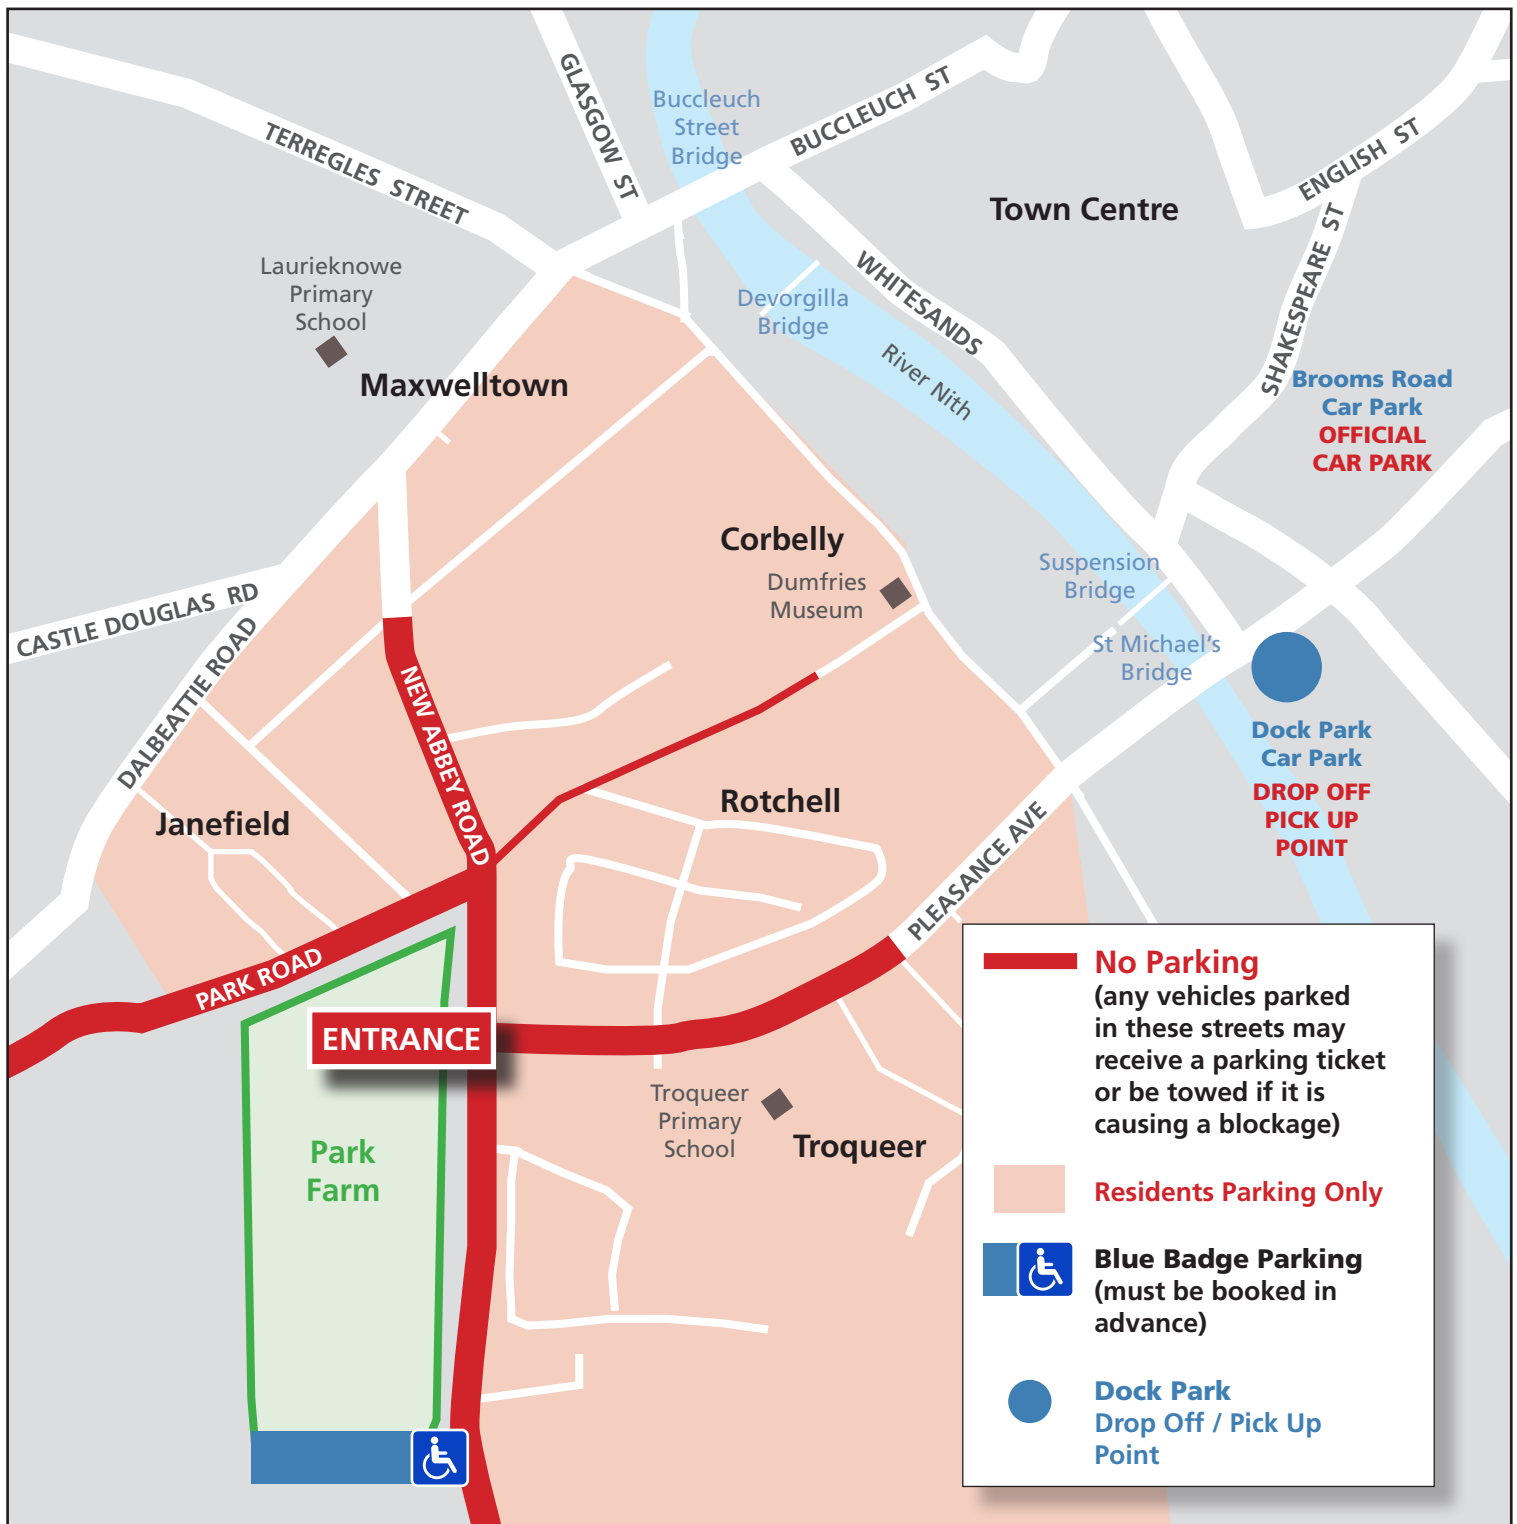 GLASGOW ST
Buccleuch
Street
Bridge
BUCCLEUCH ST
TERREGLES STREET
ENGLISH ST
Town Centre
SHAKESPEARE ST
Laurieknowe
Primary
School
Maxwelltown
WHITESANDS
Devorgilla
Bridge
River Nith
Brooms Road
Car Park
OFFICIAL
CAR PARK
Corbelly
Dumfries
Museum
Suspension
Bridge
St Michael's
Bridge
CASTLE DOUGLAS RD
DALBEATTIE ROAD
NEW ABBEY ROAD
Dock Park
Car Park
DROP OFF
PICK UP
POINT
Janefield
Rotchell
PLEASANCE AVE
PARK ROAD
ENTRANCE
Park
Farm
Troqueer
Primary
School
Troqueer
No Parking
(any vehicles parked
in these streets may
receive a parking ticket
or be towed if it is
causing a blockage)
Residents Parking Only
Blue Badge Parking
(must be booked in
advance)
Dock Park
Drop Off / Pick Up
Point